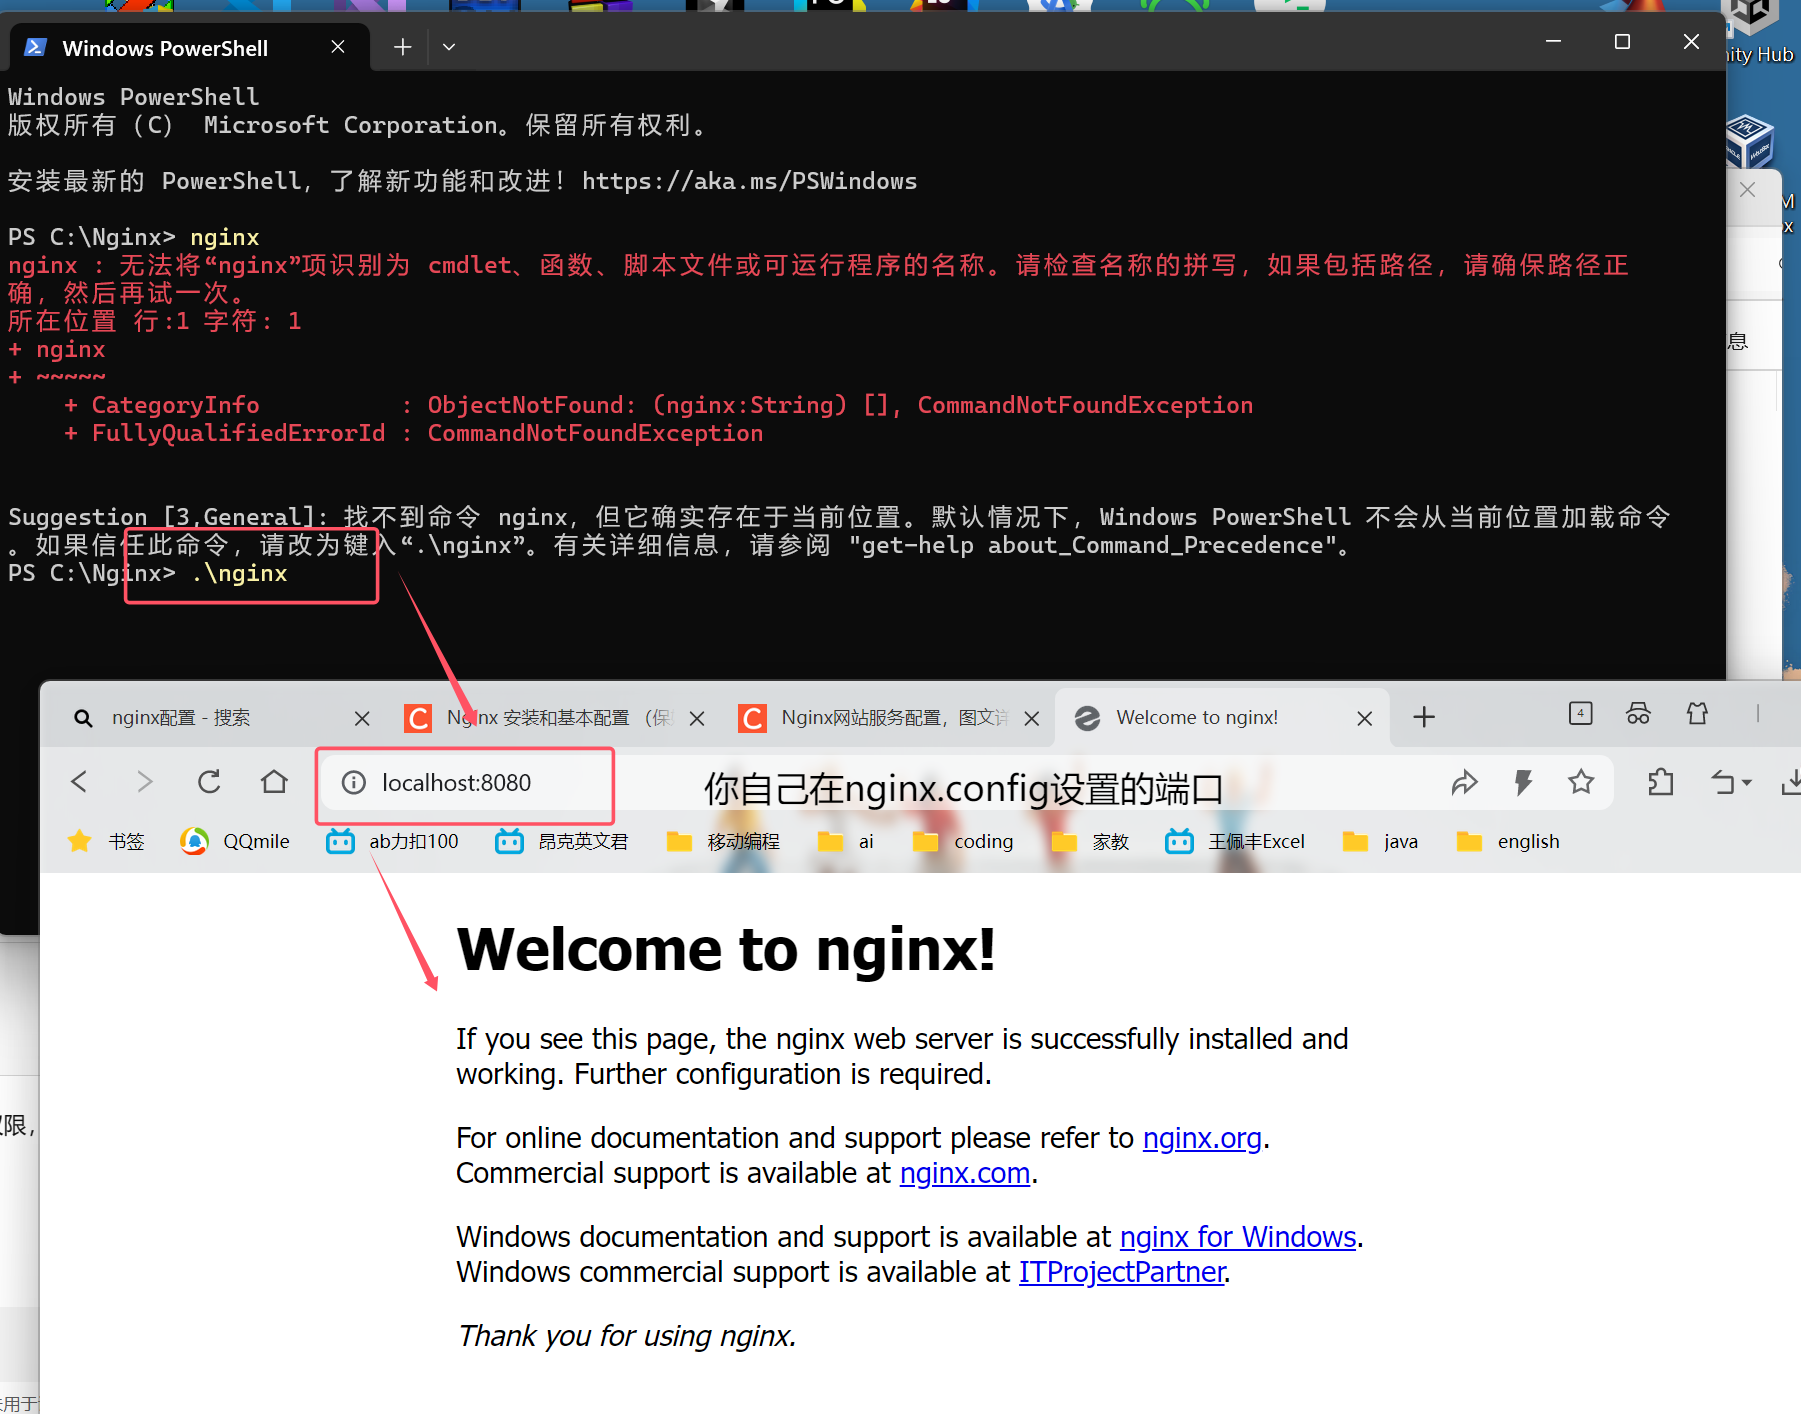 Windows PowerShell
ity Hub
Windows PowerShell
版权所有 (C) Microsoft Corporation。保留所有权利。
安装最新的 PowerShell，了解新功能和改进！https://aka.ms/PSWindows
PS C:\Nginx> nginx
nginx : 无法将“nginx”项识别为 cmdlet、函数、脚本文件或可运行程序的名称。请检查名称的拼写，如果包括路径，请确保路径正
确，然后再试一次。
所在位置 行:1 字符: 1
+ nginx
+ ~~~~~
+ CategoryInfo : ObjectNotFound: (nginx:String) [], CommandNotFoundException
+ FullyQualifiedErrorId : CommandNotFoundException
息
Suggestion [3,General]: 找不到命令 nginx，但它确实存在于当前位置。默认情况下，Windows PowerShell 不会从当前位置加载命令
。如果信任此命令，请改为键入“.\nginx”。有关详细信息，请参阅 "get-help about_Command_Precedence"。
PS C:\Nginx> .\nginx
nginx配置 - 搜索
Nginx 安装和基本配置 （保
Nginx网站服务配置，图文详
Welcome to nginx!
4
localhost:8080
你自己在nginx.config设置的端口
书签
QQmile
ab力扣100
昂克英文君
移动编程
ai
coding
家教
王佩丰Excel
java
english
Welcome to nginx!
If you see this page, the nginx web server is successfully installed and
working. Further configuration is required.
For online documentation and support please refer to nginx.org.
Commercial support is available at nginx.com.
限，
Windows documentation and support is available at nginx for Windows.
Windows commercial support is available at ITProjectPartner.
Thank you for using nginx.
用于